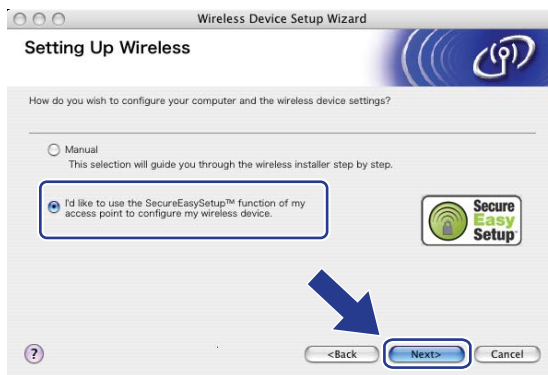 Wireless Device Setup Wizard
Setting Up Wireless
How do you wish to configure your computer and the wireless device settings?
Manual
This selection will guide you through the wireless installer step by step.
I'd like to use the SecureEasySetup™ function of my
access point to configure my wireless device.
Secure
Easy
Setup
?
<Back
Next>
Cancel